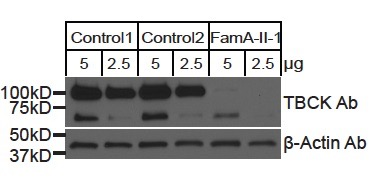 Control1 Control2 FamA-II-1
5 2.5 5 2.5 5 2.5 µg
100kD
75kD
TBCK Ab
50kD
37kD
β-Actin Ab